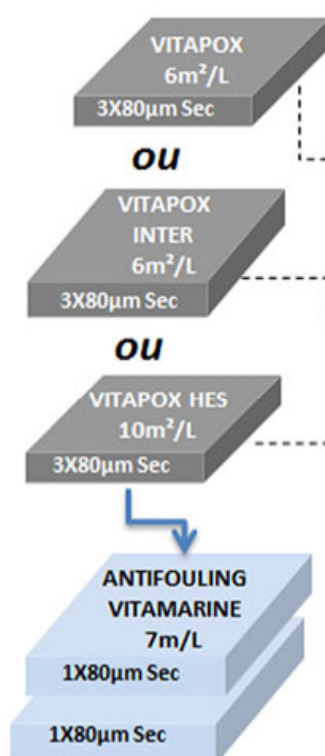 VITAPOX
6m²/L
3X80µm Sec
ou
VITAPOX
INTER
6m²/L
3X80µm Sec
ou
VITAPOX HES
10m²/L
3X80µm Sec
ANTIFOULING
VITAMARINE
7m/L
1X80µm Sec
1X80µm Sec